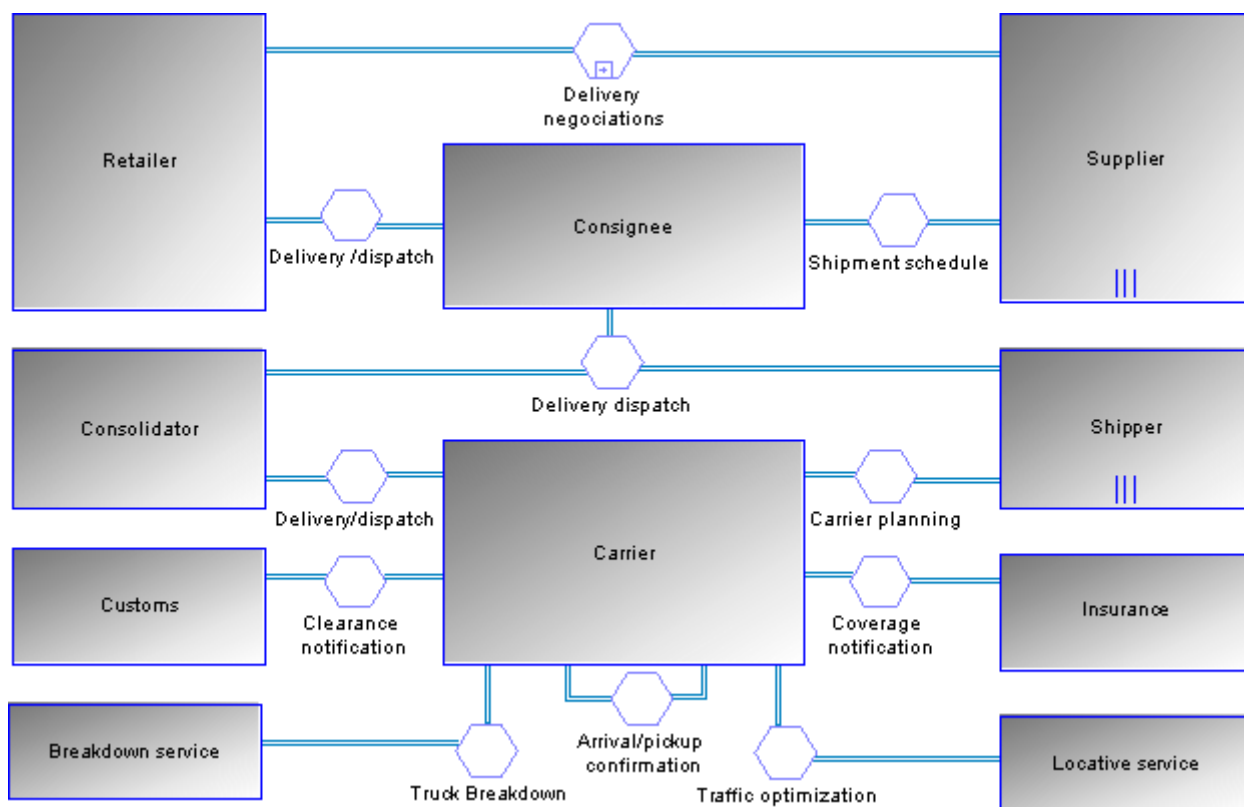 Delivery
negociations
Retailer
Supplier
Consignee
Delivery /dispatch
Shipment schedule
Consolidator
Delivery dispatch
Shipper
Delivery/dispatch
Carrier planning
Carrier
Customs
Clearance
notification
Coverage
notification
Insurance
Breakdown service
Arrival/pickup
confirmation
Locative service
Truck Breakdown
Traffic optimization